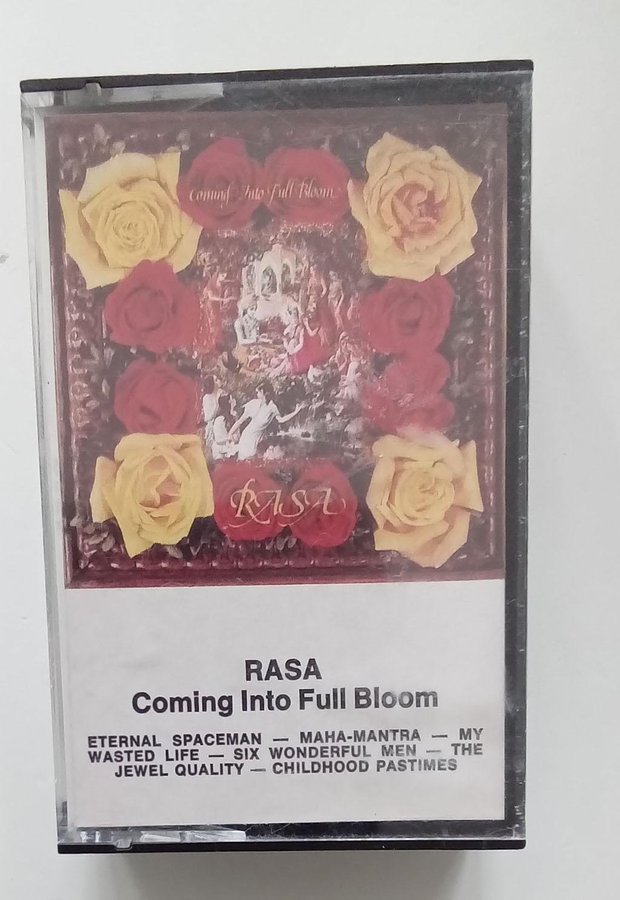 Coming Into Full Bloom
RASA
RASA
Coming Into Full Bloom
ETERNAL SPACEMAN — MAHA-MANTRA — MY
WASTED LIFE — SIX WONDERFUL MEN — THE
JEWEL QUALITY — CHILDHOOD PASTIMES